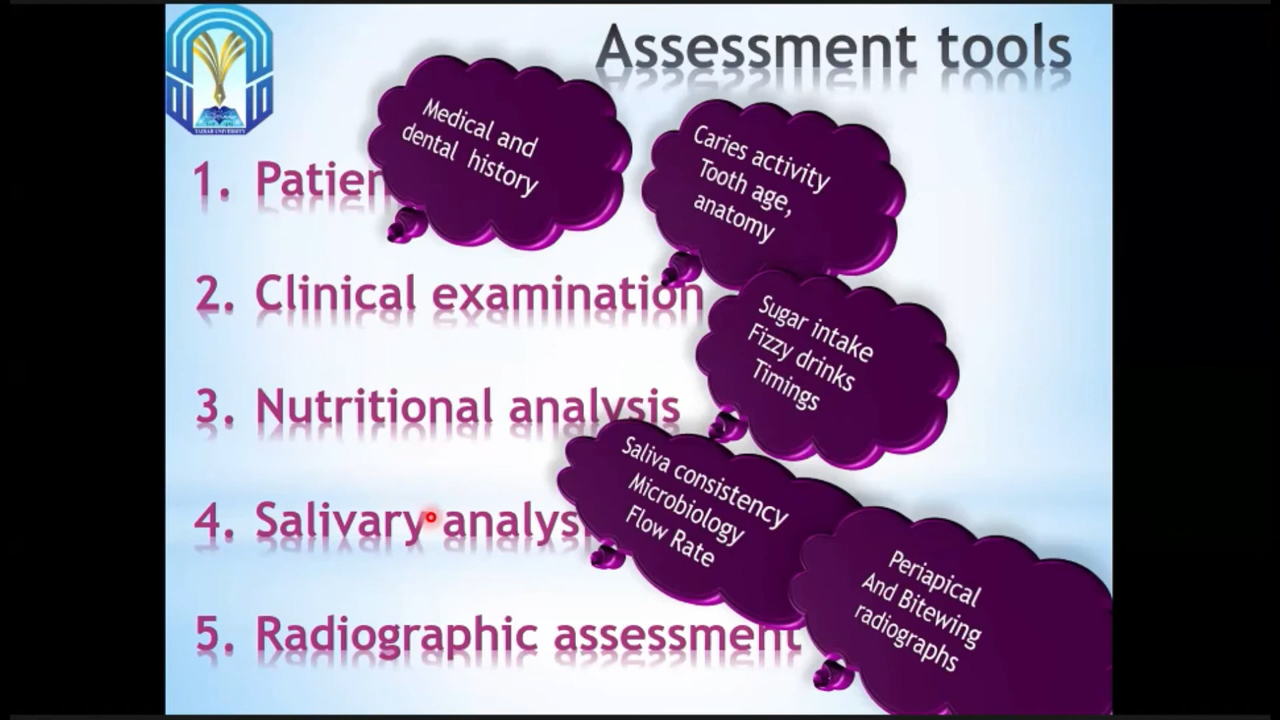 Assessment tools
TAIBAH UNIVERSITY
1. Patien
Medical and
dental history
2. Clinical examination
Caries activity
Tooth age,
anatomy
3. Nutritional analysis
Sugar intake
Fizzy drinks
Timings
4. Salivary analys
Saliva consistency
Microbiology
Flow Rate
5. Radiographic assessment
Periapical
And Bitewing
radiographs